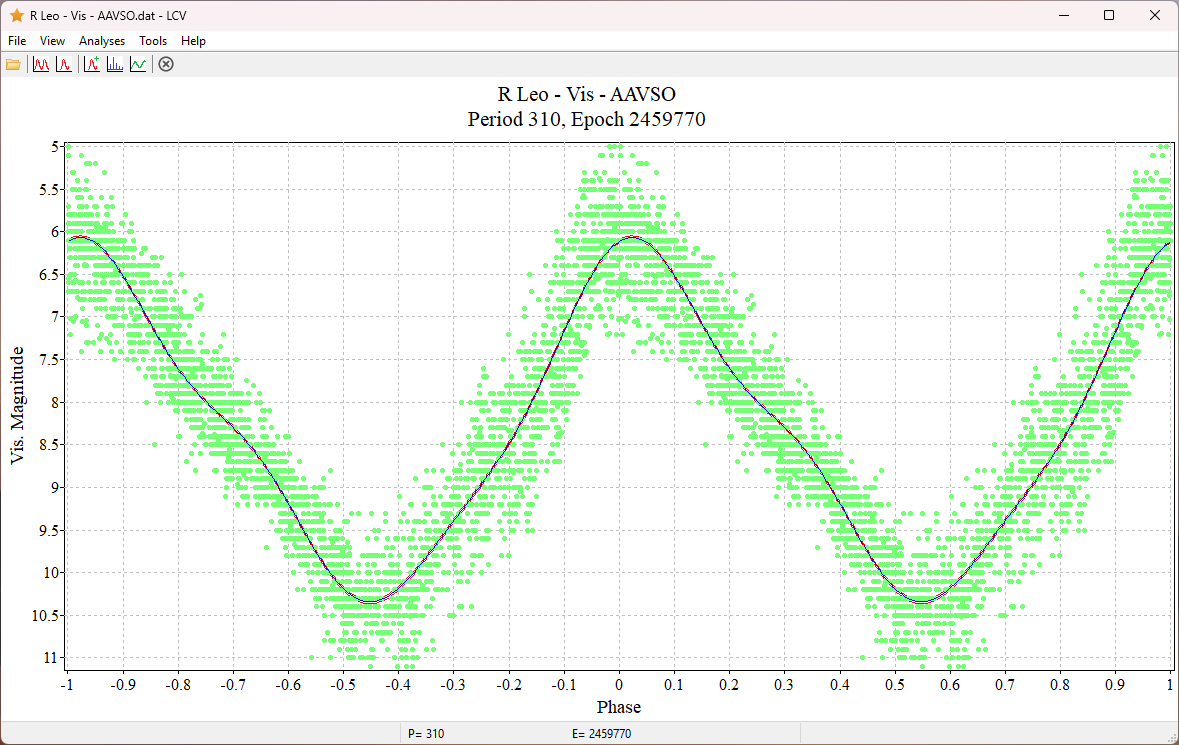 R Leo - Vis - AAVSO.dat - LCV
File View Analyses Tools Help
R Leo - Vis - AAVSO
Period 310, Epoch 2459770
Vis. Magnitude
5
5.5
6
6.5
7
7.5
8
8.5
9
9.5
10
10.5
11
-1 -0.9 -0.8 -0.7 -0.6 -0.5 -0.4 -0.3 -0.2 -0.1 0 0.1 0.2 0.3 0.4 0.5 0.6 0.7 0.8 0.9 1
Phase
P= 310 E= 2459770